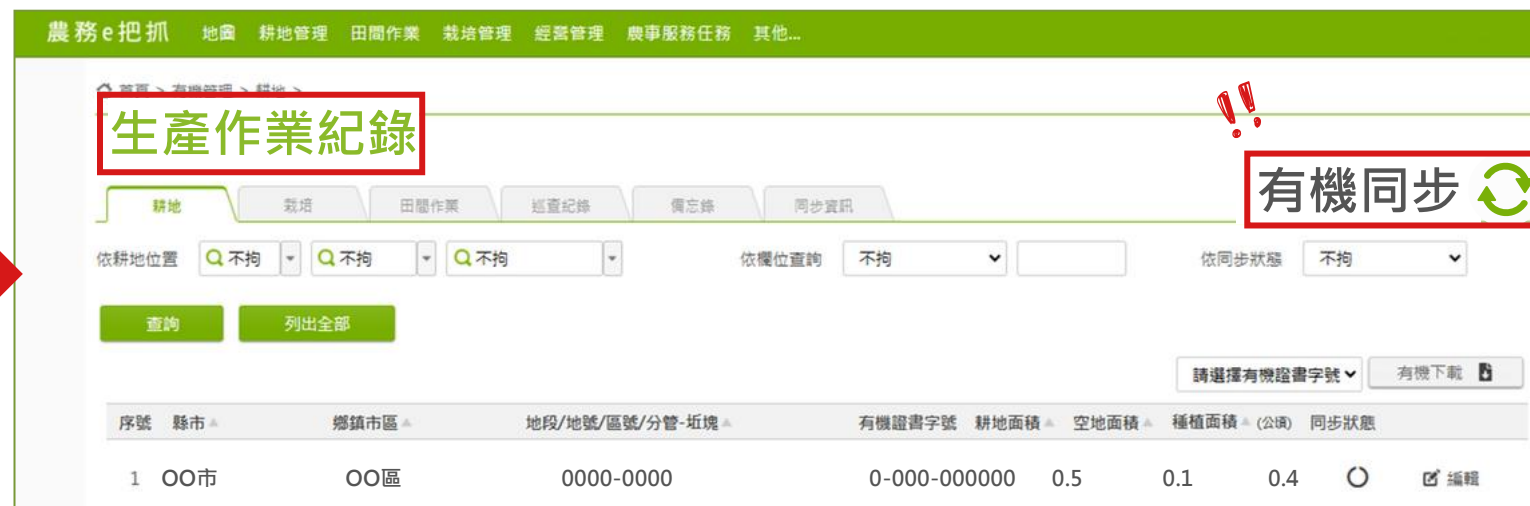 農務e把抓 地圖 耕地管理 田間作業 栽培管理 經營管理 農事服務任務 其他...
首頁 > 有機管理 > 耕地 >
生產作業紀錄
!!
有機同步
耕地 栽培 田間作業 巡查紀錄 備忘錄 同步資訊
依耕地位置 不拘 不拘 不拘 依欄位查詢 不拘 依同步狀態 不拘
查詢 列出全部
請選擇有機證書字號 有機下載
序號 縣市 鄉鎮市區 地段/地號/區號/分管-坵塊 有機證書字號 耕地面積 空地面積 種植面積 (公頃) 同步狀態
1 OO市 OO區 0000-0000 0-000-000000 0.5 0.1 0.4 編輯